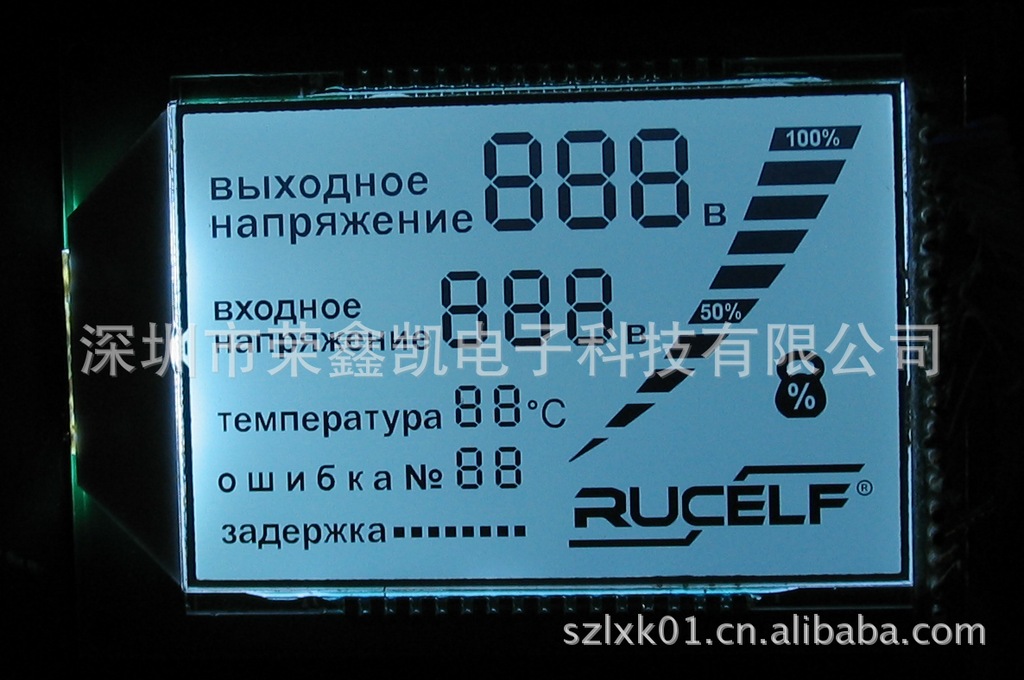 100%
выходное
напряжение 888 в
50%
входное
напряжение 888 в
深圳市荣鑫凯电子科技有限公司
%
температура 88 °C
ошибка № 88
RUCELF®
задержка
szlxk01.cn.alibaba.com